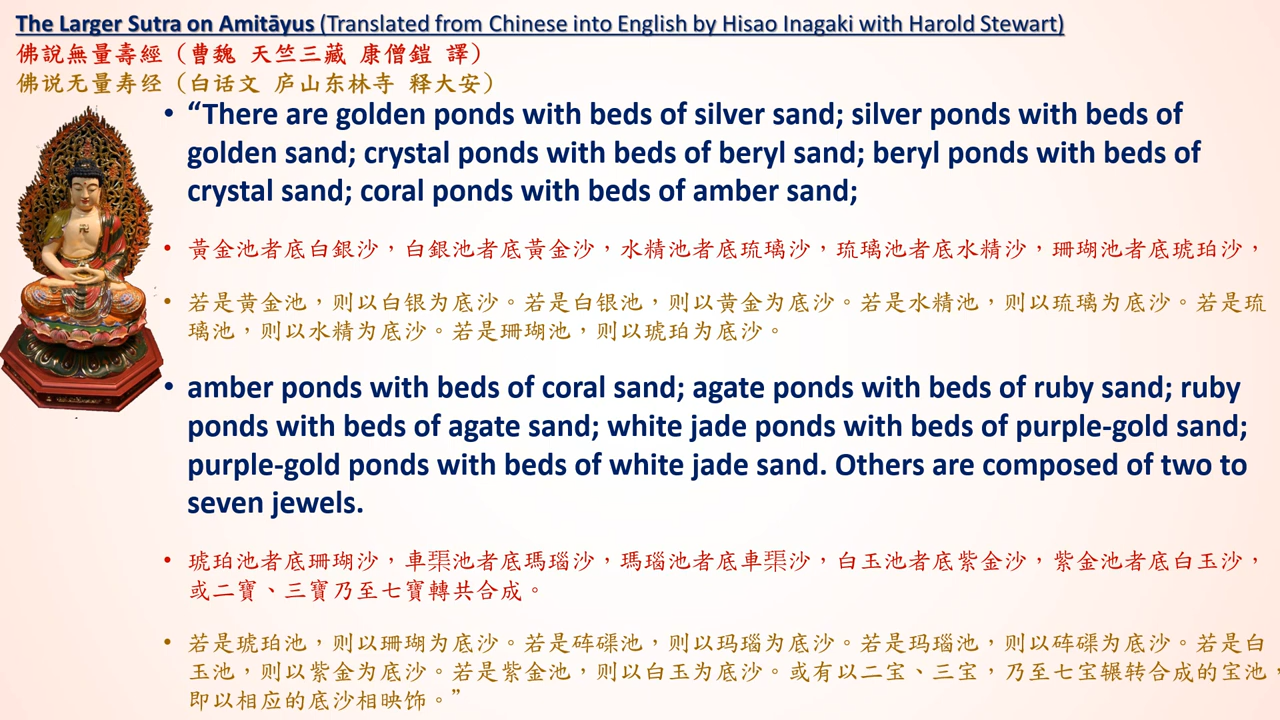 The Larger Sutra on Amitāyus (Translated from Chinese into English by Hisao Inagaki with Harold Stewart)
佛說無量壽經（曹魏 天竺三藏 康僧鎧 譯）
佛说无量寿经（白话文 庐山东林寺 释大安）
• “There are golden ponds with beds of silver sand; silver ponds with beds of
golden sand; crystal ponds with beds of beryl sand; beryl ponds with beds of
crystal sand; coral ponds with beds of amber sand;
• 黃金池者底白銀沙，白銀池者底黃金沙，水精池者底琉璃沙，琉璃池者底水精沙，珊瑚池者底琥珀沙，
• 若是黄金池，则以白银为底沙。若是白银池，则以黄金为底沙。若是水精池，则以琉璃为底沙。若是琉
璃池，则以水精为底沙。若是珊瑚池，则以琥珀为底沙。
• amber ponds with beds of coral sand; agate ponds with beds of ruby sand; ruby
ponds with beds of agate sand; white jade ponds with beds of purple-gold sand;
purple-gold ponds with beds of white jade sand. Others are composed of two to
seven jewels.
• 琥珀池者底珊瑚沙，車𤦲池者底瑪瑙沙，瑪瑙池者底車𤦲沙，白玉池者底紫金沙，紫金池者底白玉沙，
或二寶、三寶乃至七寶轉共合成。
• 若是琥珀池，则以珊瑚为底沙。若是砗磲池，则以玛瑙为底沙。若是玛瑙池，则以砗磲为底沙。若是白
玉池，则以紫金为底沙。若是紫金池，则以白玉为底沙。或有以二宝、三宝，乃至七宝辗转合成的宝池，
即以相应的底沙相映饰。”